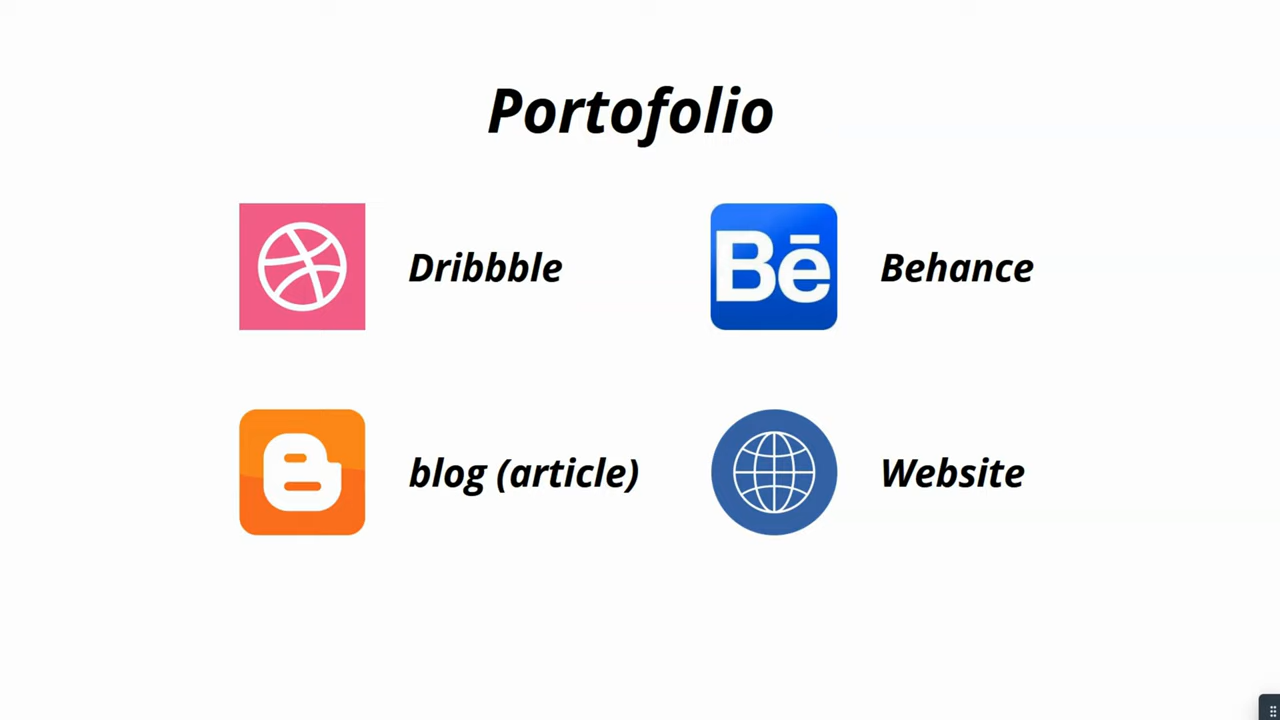 Portofolio
Dribbble
Bē Behance
blog (article)
Website